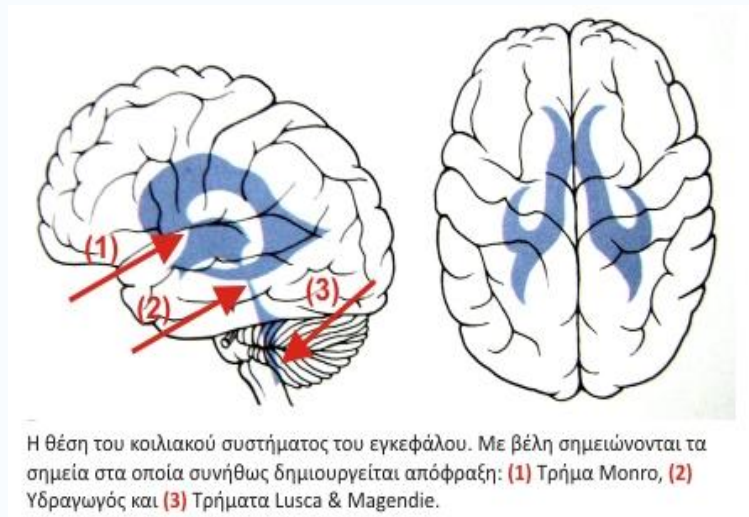 (1)
(2)
(3)
Η θέση του κοιλιακού συστήματος του εγκεφάλου. Με βέλη σημειώνονται τα
σημεία στα οποία συνήθως δημιουργείται απόφραξη: (1) Τρήμα Monro, (2)
Υδραγωγός και (3) Τρήματα Lusca & Magendie.